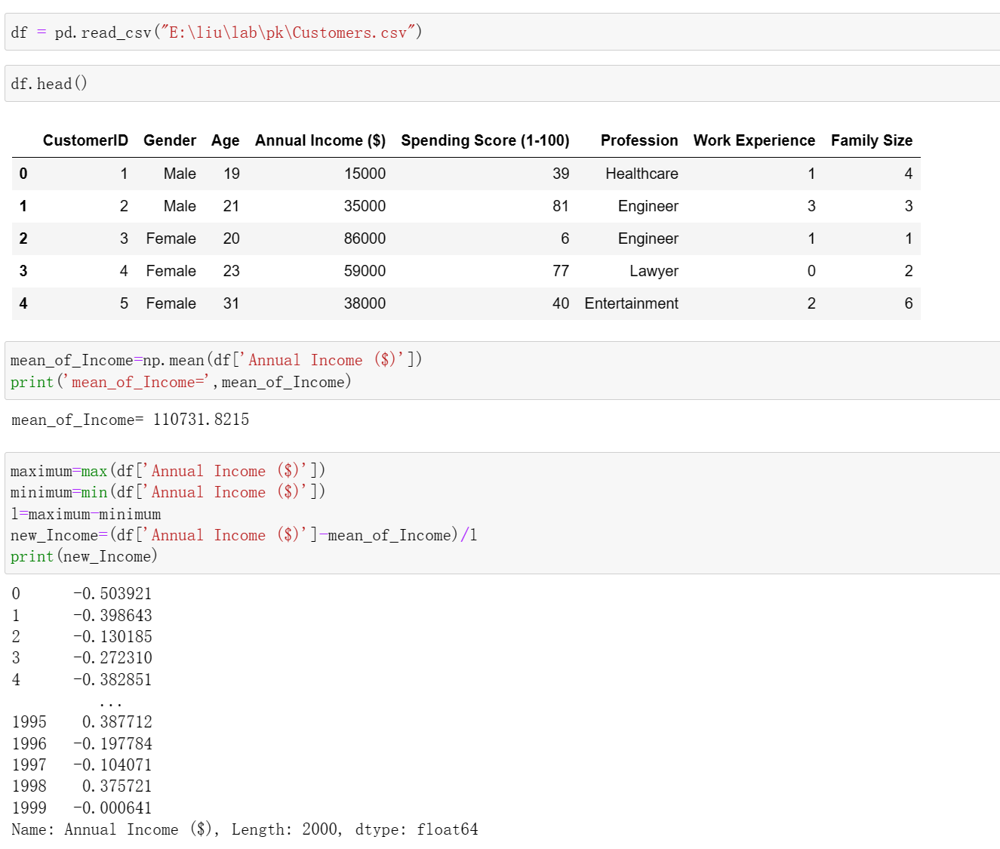 df = pd.read_csv("E:\liu\lab\pk\Customers.csv")
df.head()
CustomerID Gender Age Annual Income ($) Spending Score (1-100) Profession Work Experience Family Size
0 1 Male 19 15000 39 Healthcare 1 4
1 2 Male 21 35000 81 Engineer 3 3
2 3 Female 20 86000 6 Engineer 1 1
3 4 Female 23 59000 77 Lawyer 0 2
4 5 Female 31 38000 40 Entertainment 2 6
mean_of_Income=np.mean(df['Annual Income ($)'])
print('mean_of_Income=',mean_of_Income)
mean_of_Income= 110731.8215
maximum=max(df['Annual Income ($)'])
minimum=min(df['Annual Income ($)'])
l=maximum-minimum
new_Income=(df['Annual Income ($)']-mean_of_Income)/l
print(new_Income)
0 -0.503921
1 -0.398643
2 -0.130185
3 -0.272310
4 -0.382851
...
1995 0.387712
1996 -0.197784
1997 -0.104071
1998 0.375721
1999 -0.000641
Name: Annual Income ($), Length: 2000, dtype: float64